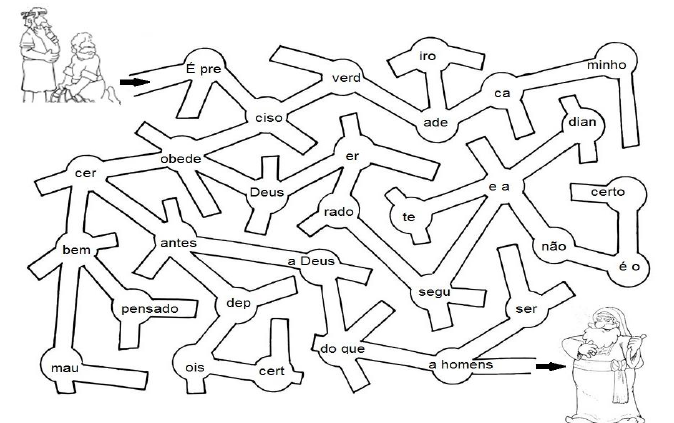 É pre
verd
iro
minho
ca
ciso
ade
dian
obede
er
cer
Deus
e a
certo
rado
te
bem
antes
não
a Deus
é o
segu
pensado
dep
ser
do que
mau
ois
cert
a homens